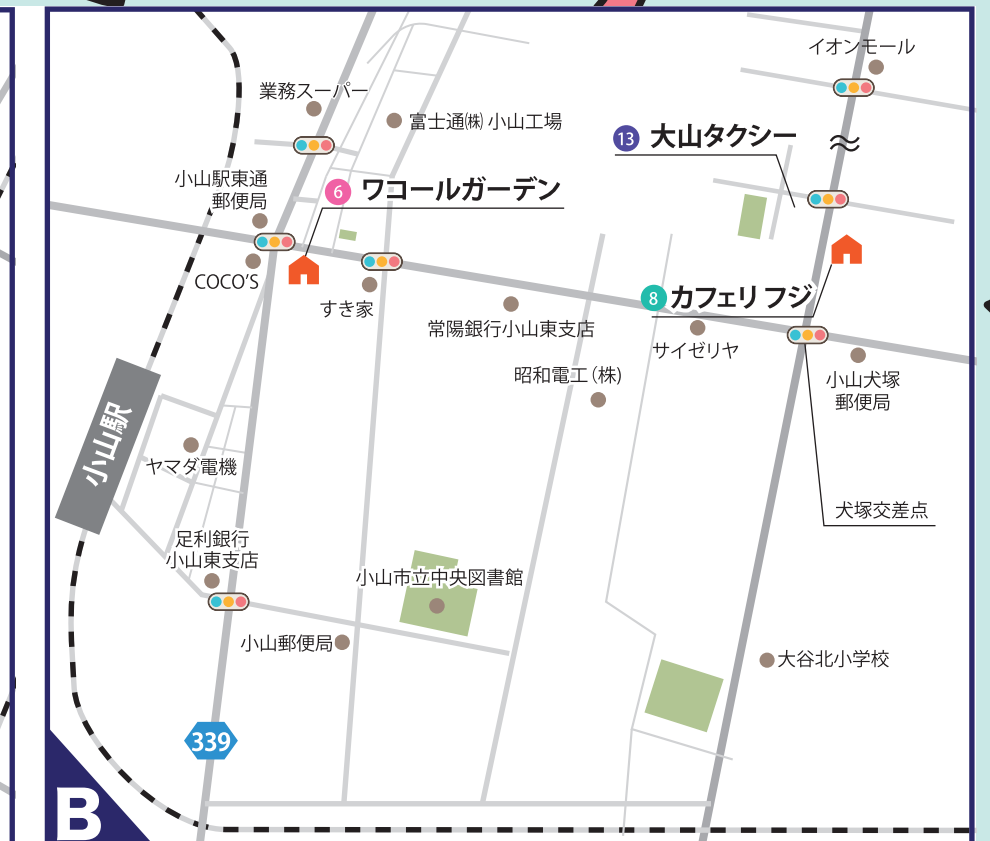 イオンモール
業務スーパー
富士通㈱ 小山工場
13 大山タクシー
小山駅東通
郵便局
6 ワコールガーデン
COCO'S
すき家
8 カフェリ フジ
常陽銀行小山東支店
サイゼリヤ
昭和電工(株)
小山犬塚
郵便局
小山駅
ヤマダ電機
犬塚交差点
足利銀行
小山東支店
小山市立中央図書館
小山郵便局
大谷北小学校
339
B